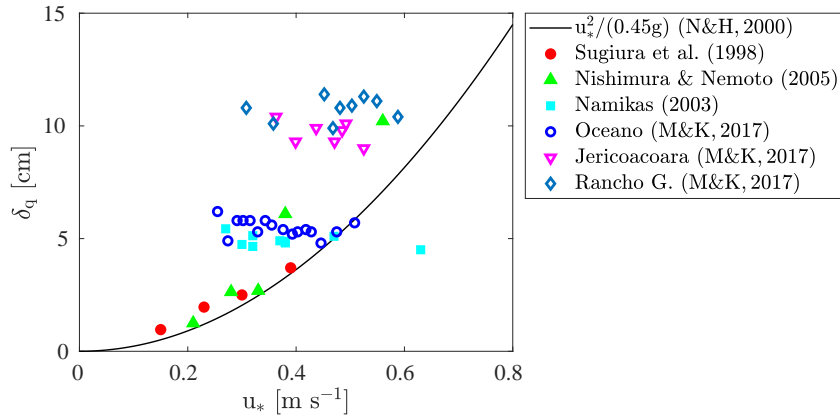 15
10
5
0
δq [cm]
0
0.2
0.4
0.6
0.8
u* [m s⁻¹]
u*²/(0.45g) (N&H, 2000)
Sugiura et al. (1998)
Nishimura & Nemoto (2005)
Namikas (2003)
Oceano (M&K, 2017)
Jericoacoara (M&K, 2017)
Rancho G. (M&K, 2017)